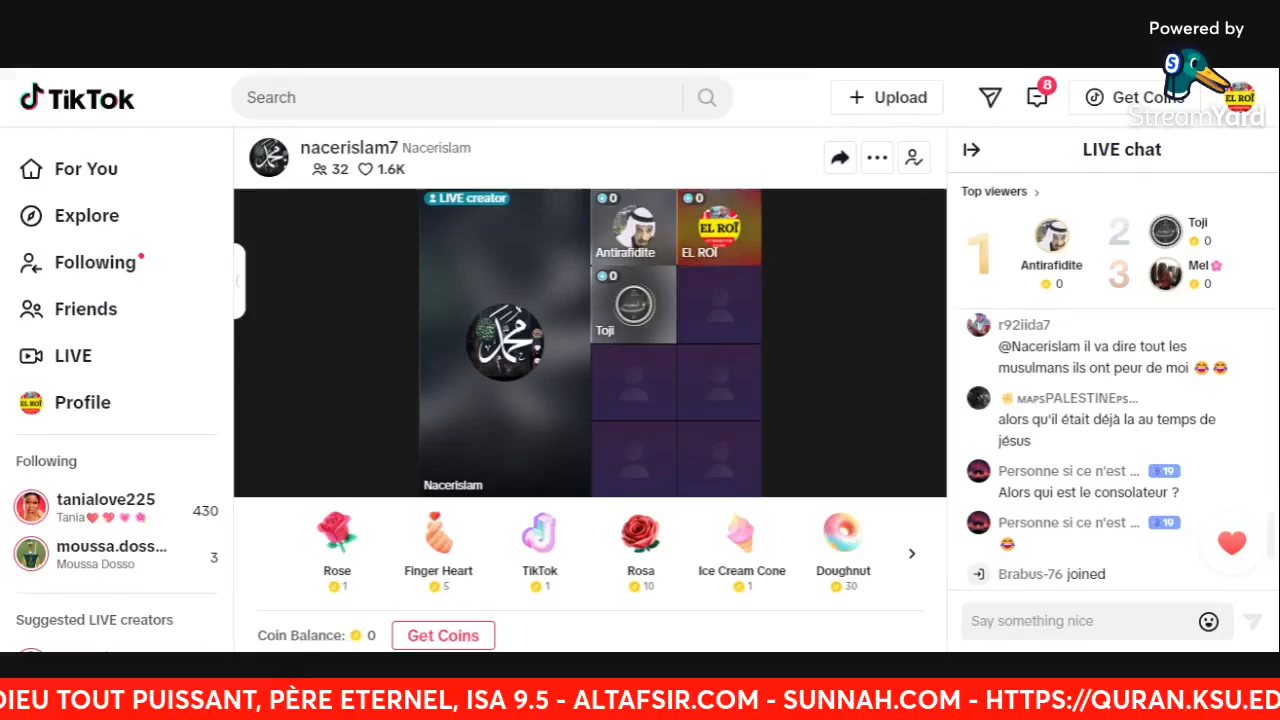 Powered by
StreamYard
TikTok
Search
Upload
8
Get Coins
EL ROÏ
For You
Explore
Following
Friends
LIVE
Profile
Following
tanialove225
Tania
430
moussa.doss...
Moussa Dosso
3
Suggested LIVE creators
nacerislam7 Nacerislam
32 1.6K
LIVE creator
Nacerislam
0
Antirafidite
0
EL ROÏ
EL ROÏ
0
Toji
Rose
1
Finger Heart
5
TikTok
1
Rosa
10
Ice Cream Cone
1
Doughnut
30
Coin Balance: 0
Get Coins
LIVE chat
Top viewers
1
Antirafidite
0
2
Toji
0
3
Mel🌸
0
r92iida7
@Nacerislam il va dire tout les
musulmans ils ont peur de moi 😂 😂
✊ ᴍᴀᴘsPALESTINEᴘs...
alors qu'il était déjà la au temps de
jésus
Personne si ce n'est ... 19
Alors qui est le consolateur ?
Personne si ce n'est ... 19
😂
Brabus-76 joined
Say something nice
DIEU TOUT PUISSANT, PÈRE ETERNEL, ISA 9.5 - ALTAFSIR.COM - SUNNAH.COM - HTTPS://QURAN.KSU.ED